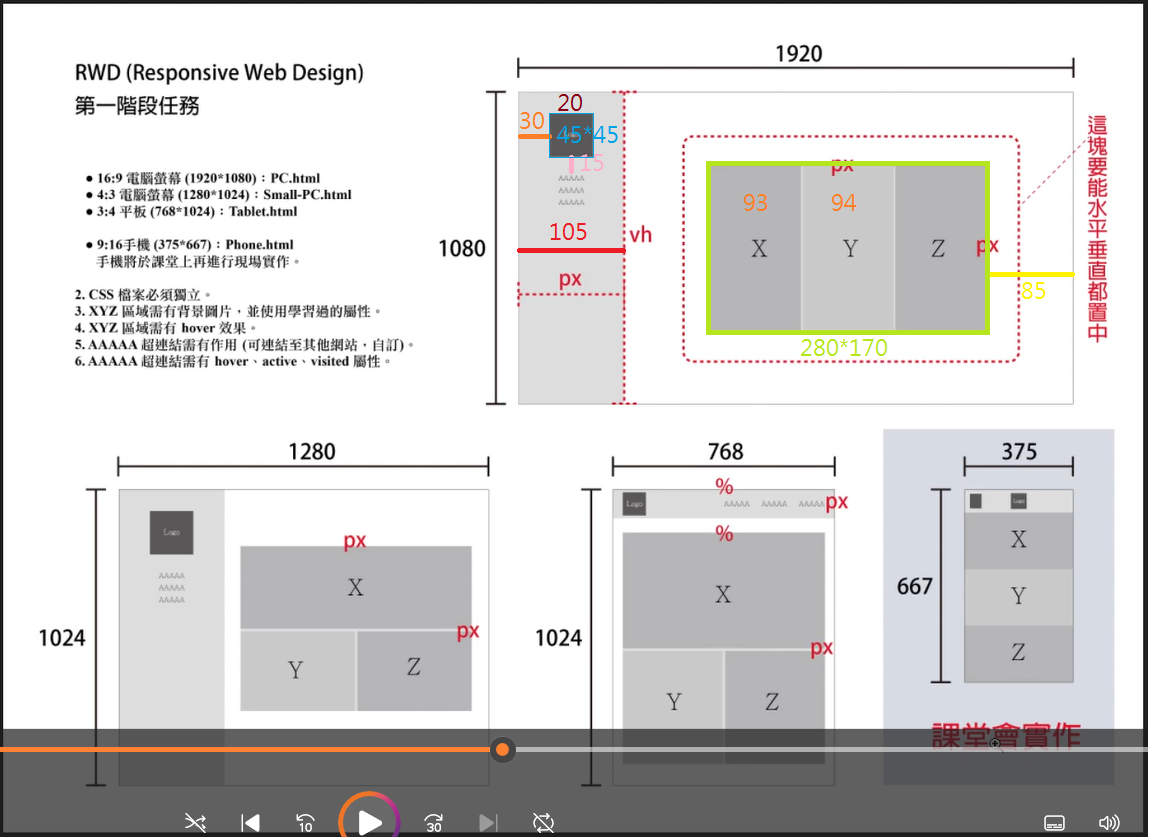 RWD (Responsive Web Design)
第一階段任務
● 16:9 電腦螢幕 (1920*1080)：PC.html
● 4:3 電腦螢幕 (1280*1024)：Small-PC.html
● 3:4 平板 (768*1024)：Tablet.html
● 9:16手機 (375*667)：Phone.html
手機將於課堂上再進行現場實作。
2. CSS 檔案必須獨立。
3. XYZ 區域需有背景圖片，並使用學習過的屬性。
4. XYZ 區域需有 hover 效果。
5. AAAAA 超連結需有作用 (可連結至其他網站，自訂)。
6. AAAAA 超連結需有 hover、active、visited 屬性。
1920
1080
20
30
45*45
15
AAAAA
AAAAA
AAAAA
105
vh
px
px
93
94
X
Y
Z
px
85
280*170
這塊要能水平垂直都置中
1280
1024
Logo
AAAAA
AAAAA
AAAAA
px
X
px
Y
Z
768
1024
%
Logo
AAAAA AAAAA AAAAA
px
%
X
px
Y
Z
375
667
Logo
X
Y
Z
課堂會實作
10
30